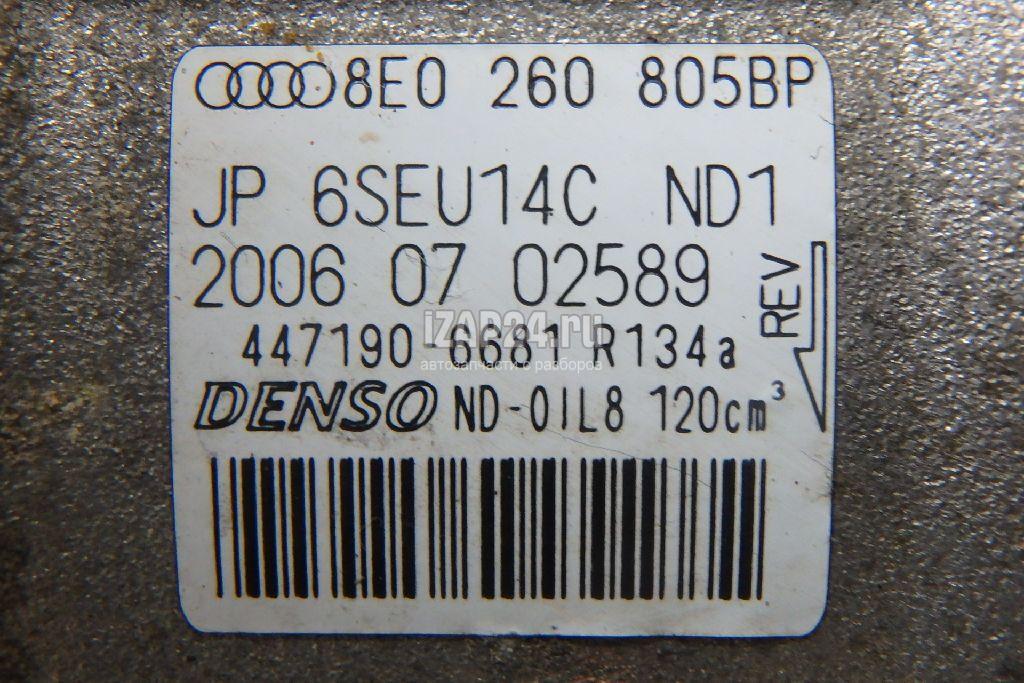 8E0 260 805BP
JP 6SEU14C ND1
2006 07 02589
REV
447190-6681 R134a
DENSO ND-OIL8 120cm³
iZAP24.ru
автозапчасти с разбороз